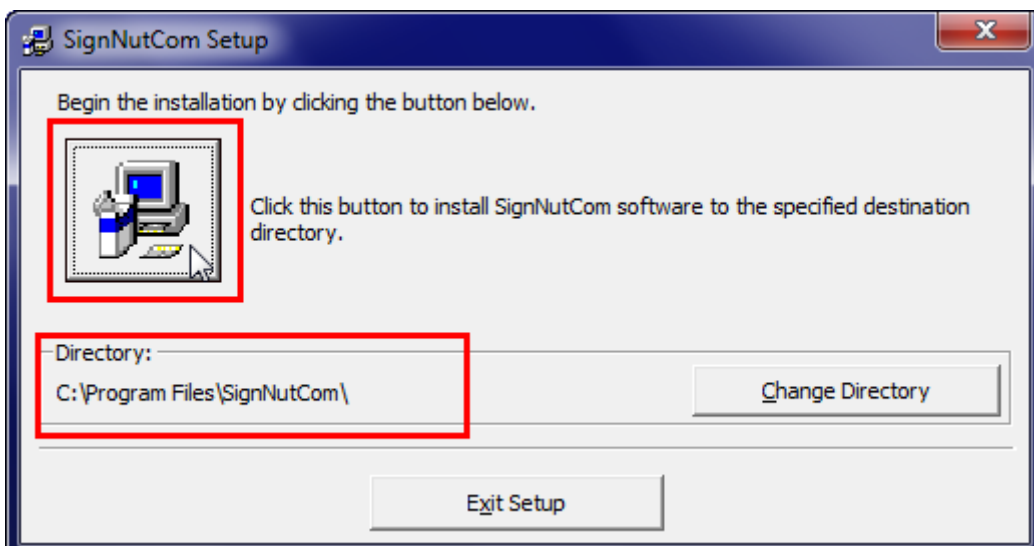 SignNutCom Setup
Begin the installation by clicking the button below.
Click this button to install SignNutCom software to the specified destination
directory.
Directory:
C:\Program Files\SignNutCom\
Change Directory
Exit Setup